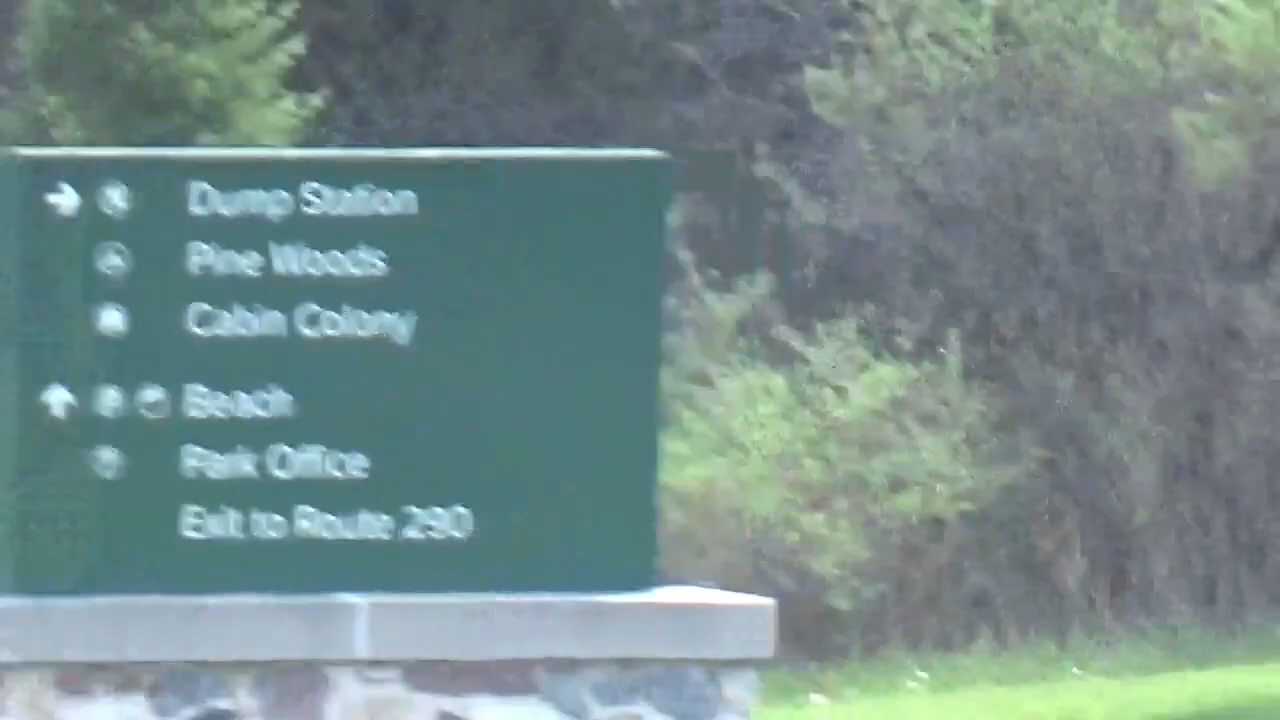 Dump Station
Pine Woods
Cabin Colony
Beach
Park Office
Exit to Route 290